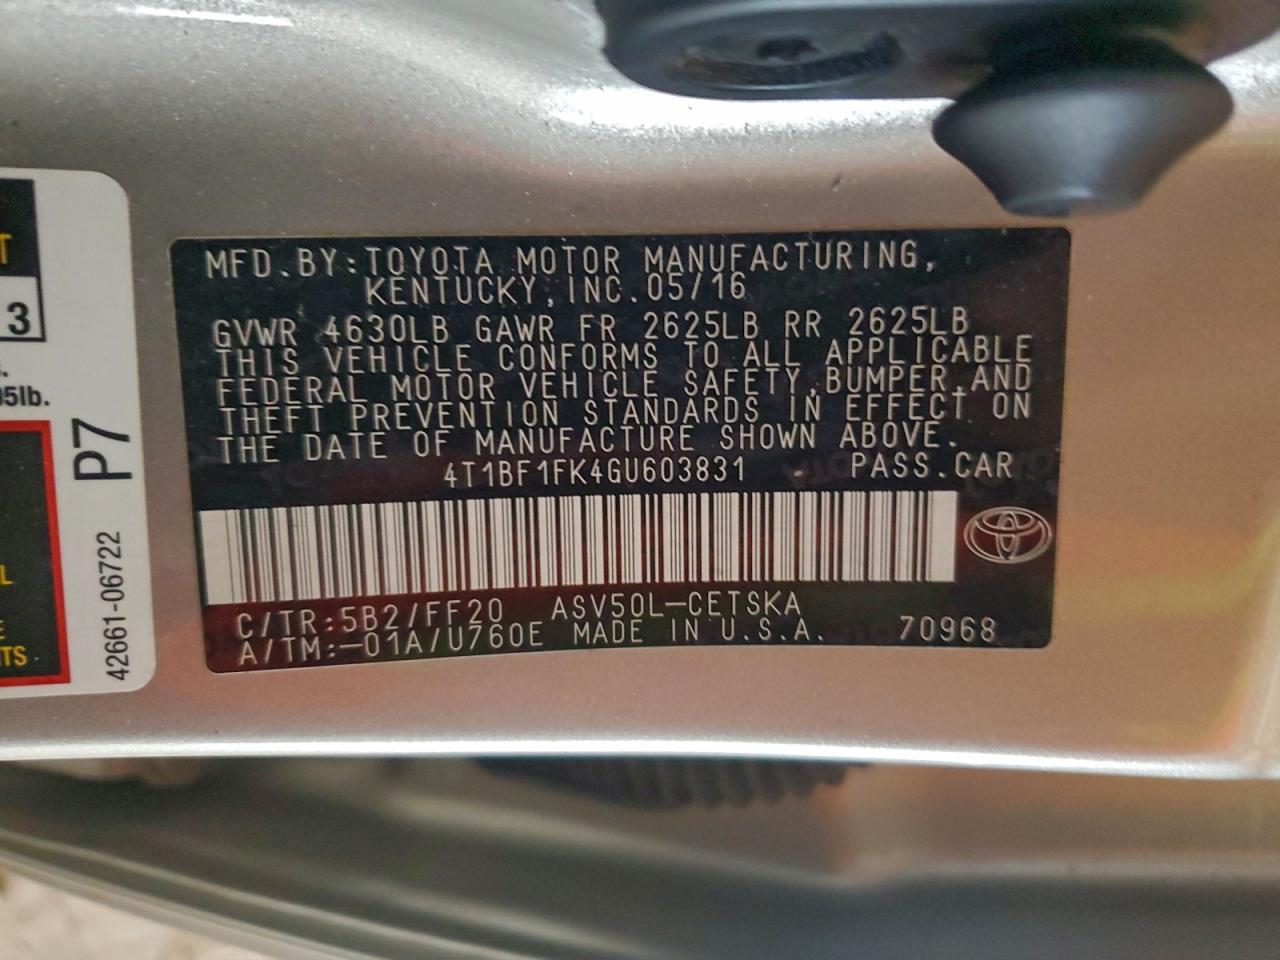 MFD.BY:TOYOTA MOTOR MANUFACTURING,
KENTUCKY,INC.05/16
GVWR 4630LB GAWR FR 2625LB RR 2625LB
THIS VEHICLE CONFORMS TO ALL APPLICABLE
FEDERAL MOTOR VEHICLE SAFETY,BUMPER,AND
THEFT PREVENTION STANDARDS IN EFFECT ON
THE DATE OF MANUFACTURE SHOWN ABOVE.
4T1BF1FK4GU603831 PASS.CAR
C/TR:5B2/FF20 ASV50L-CETSKA
A/TM:-01A/U760E MADE IN U.S.A. 70968
T
3
5lb.
L
E
TS
P7
42661-06722